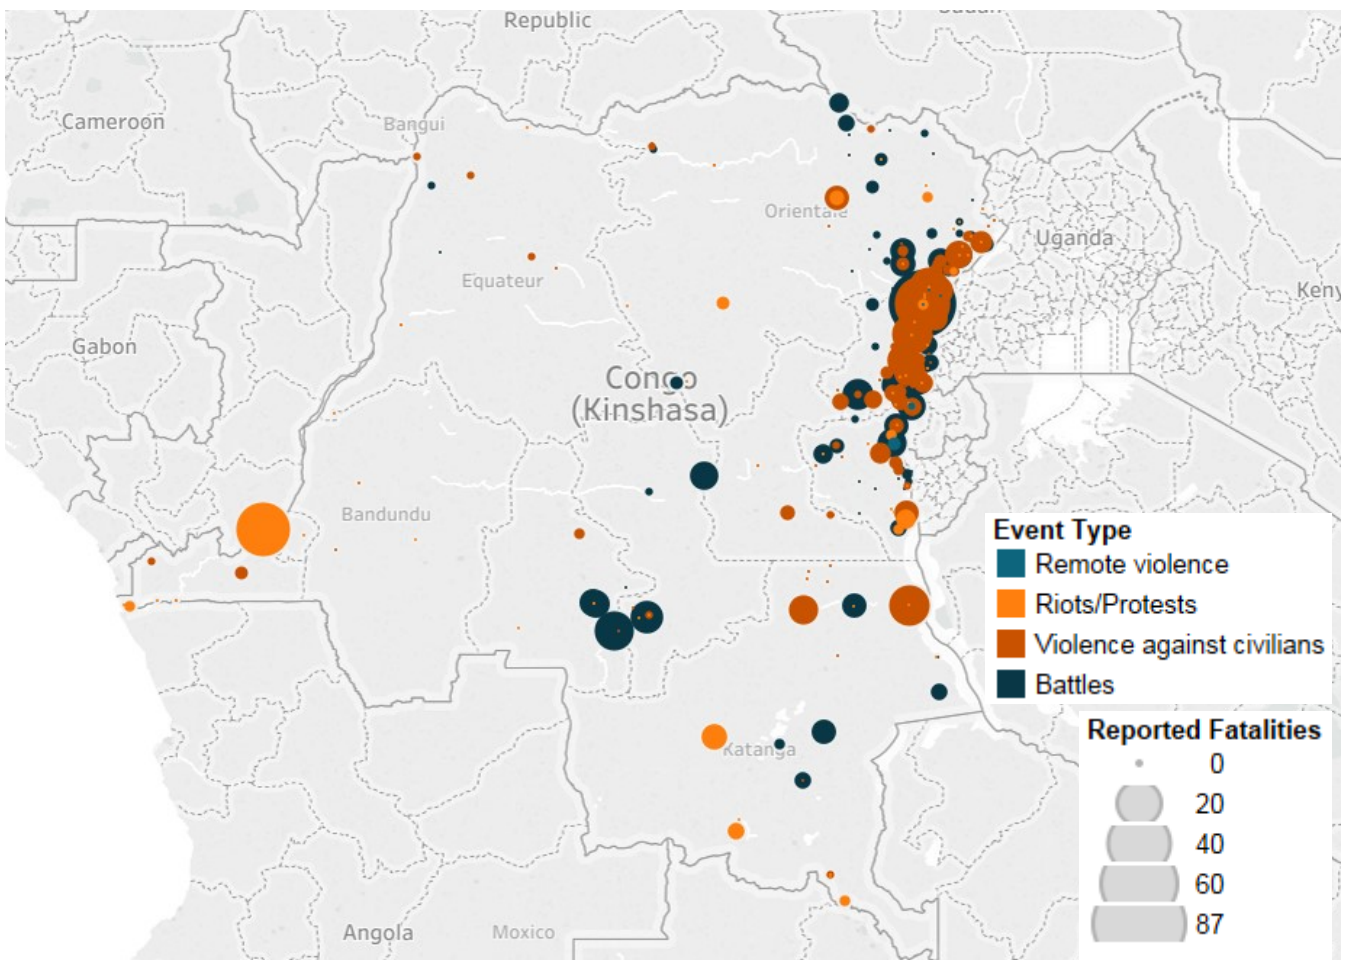 Republic
Sudan
Cameroon
Bangui
Orientale
Uganda
Equateur
Keny
Gabon
Congo
(Kinshasa)
Bandundu
Event Type
Remote violence
Riots/Protests
Violence against civilians
Battles
Katanga
Reported Fatalities
0
20
40
60
87
Angola
Moxico